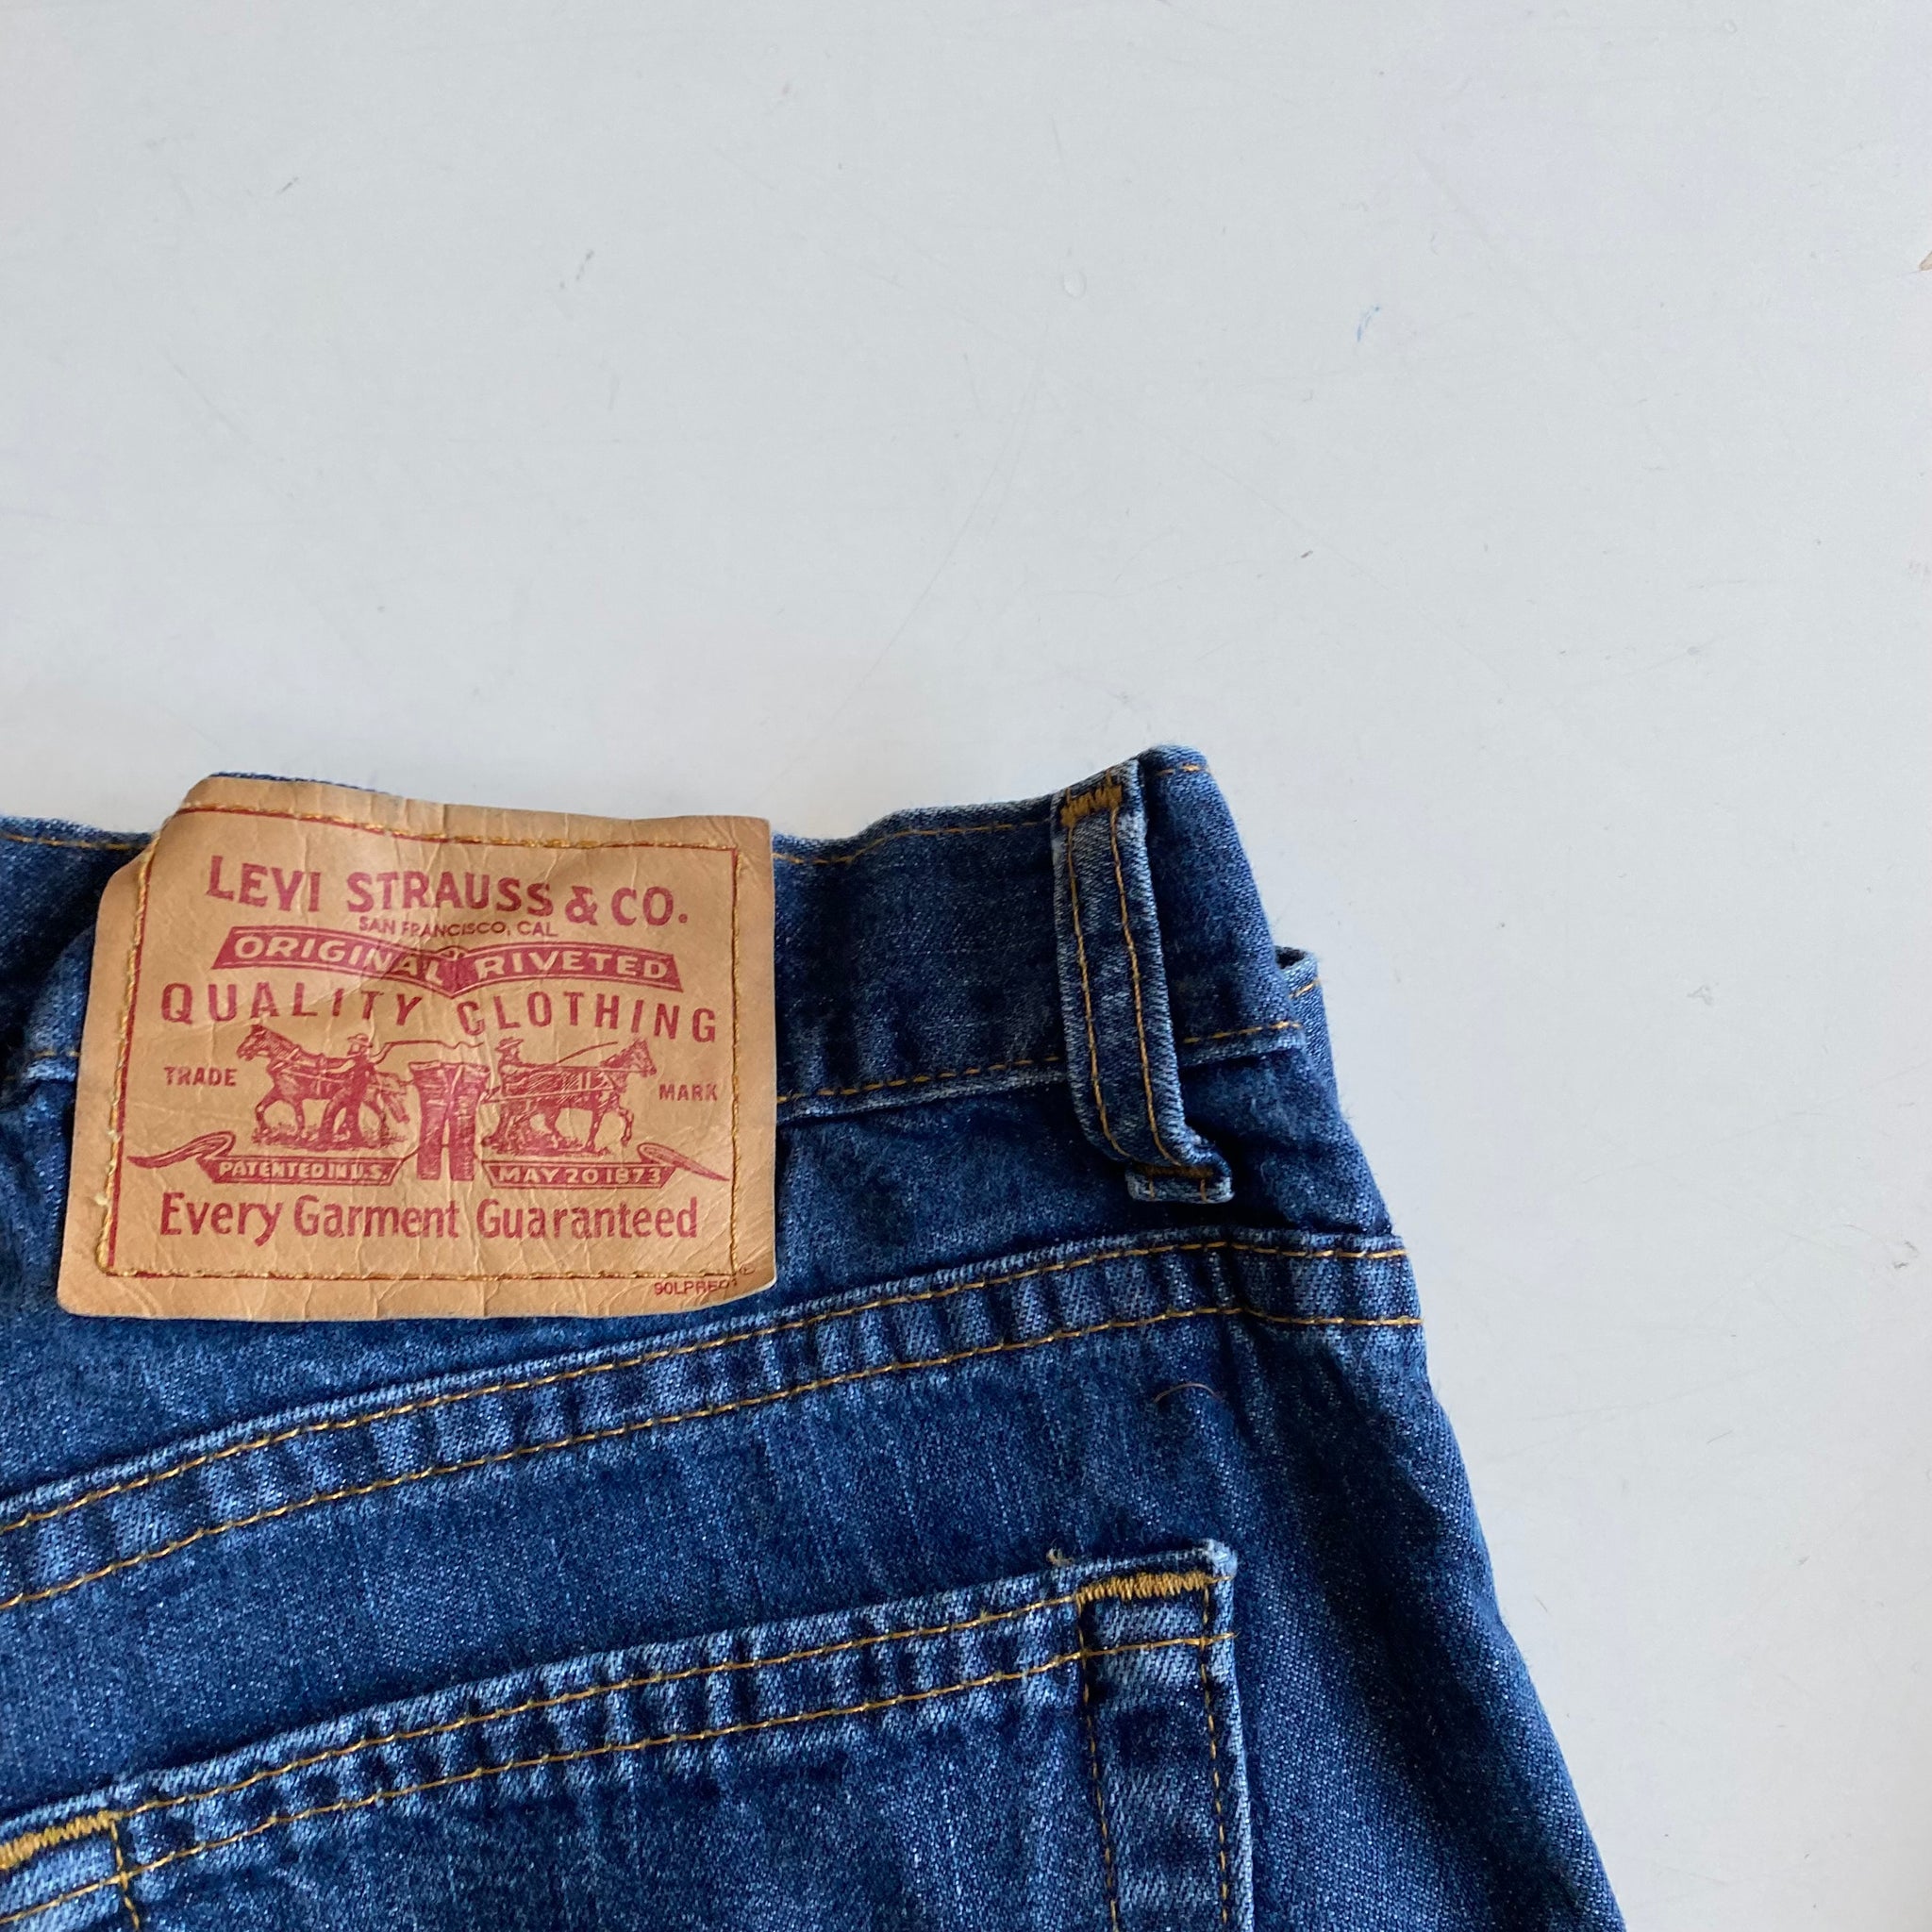 LEVI STRAUSS & CO.
SAN FRANCISCO, CAL
ORIGINAL RIVETED
QUALITY CLOTHING
TRADE MARK
PATENTED IN U.S. MAY 20 1873
Every Garment Guaranteed